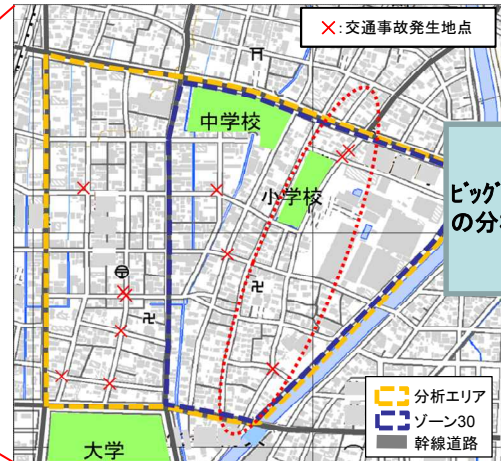 ×:交通事故発生地点
中学校
小学校
ビッグ
の分
大学
分析エリア
ゾーン30
幹線道路